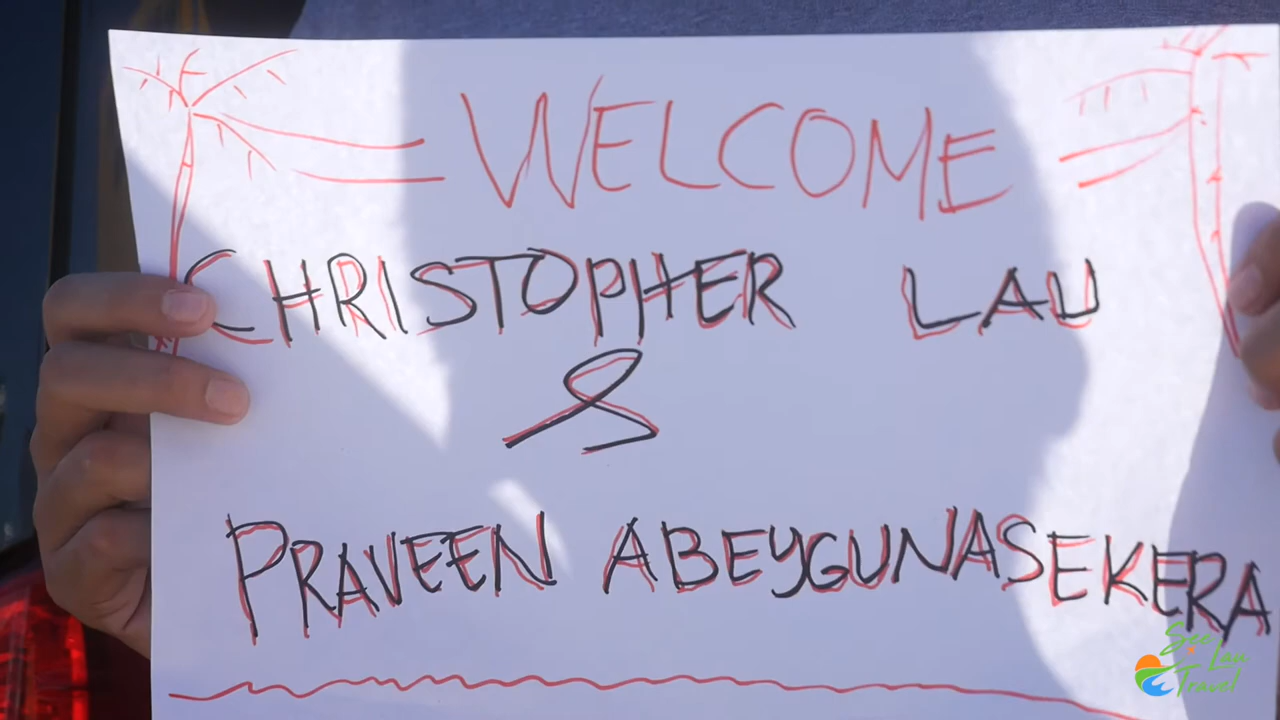 WELCOME
CHRISTOPHER LAU
&
PRAVEEN ABEYGUNASEKERA
See Lau
Travel